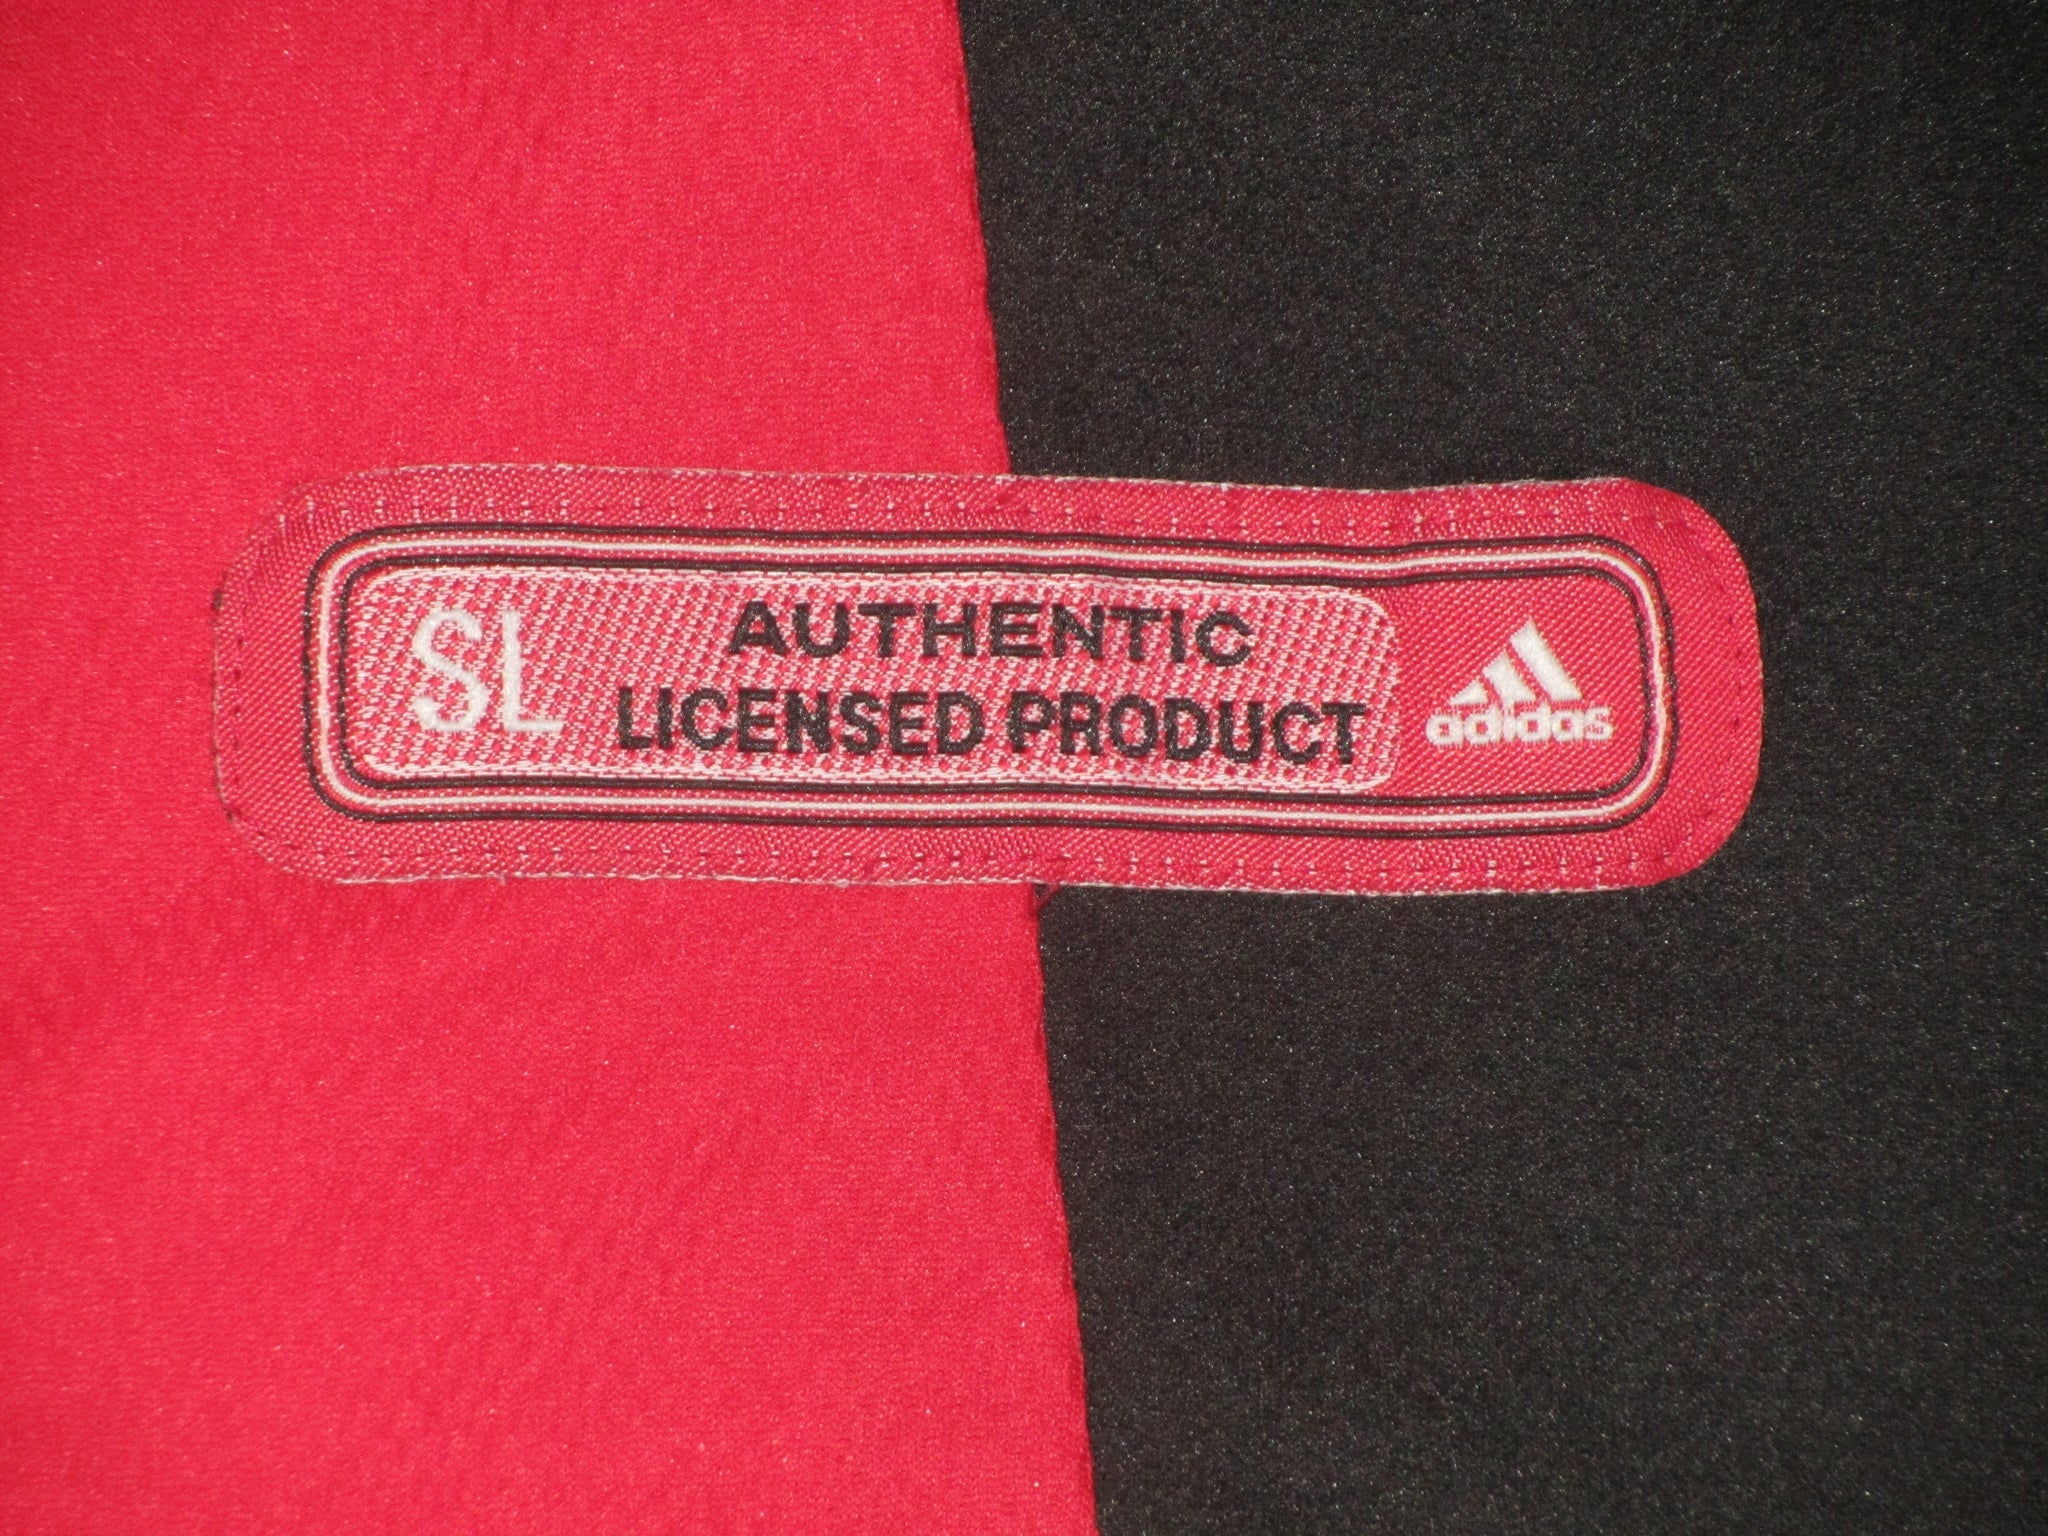 SL
AUTHENTIC
LICENSED PRODUCT
adidas